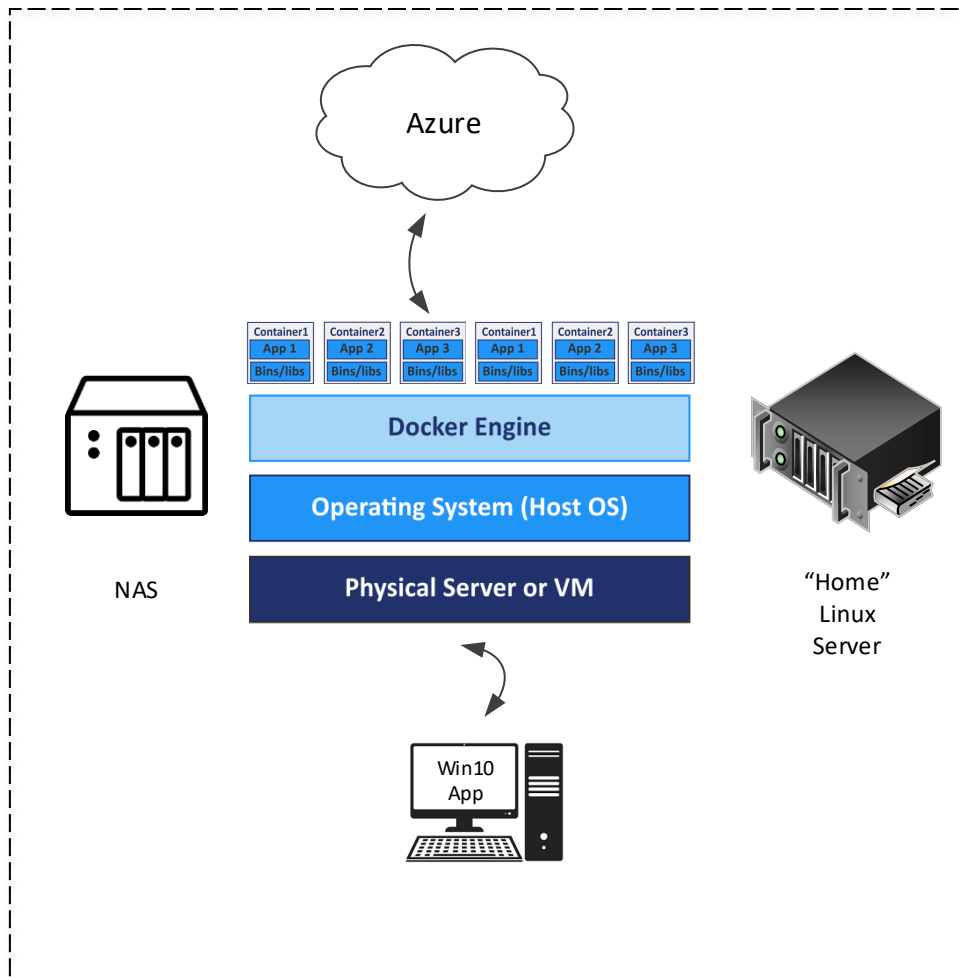 Azure
Container1 Container2 Container3 Container1 Container2 Container3
App 1 App 2 App 3 App 1 App 2 App 3
Bins/libs Bins/libs Bins/libs Bins/libs Bins/libs Bins/libs
Docker Engine
Operating System (Host OS)
Physical Server or VM
NAS
“Home”
Linux
Server
Win10
App